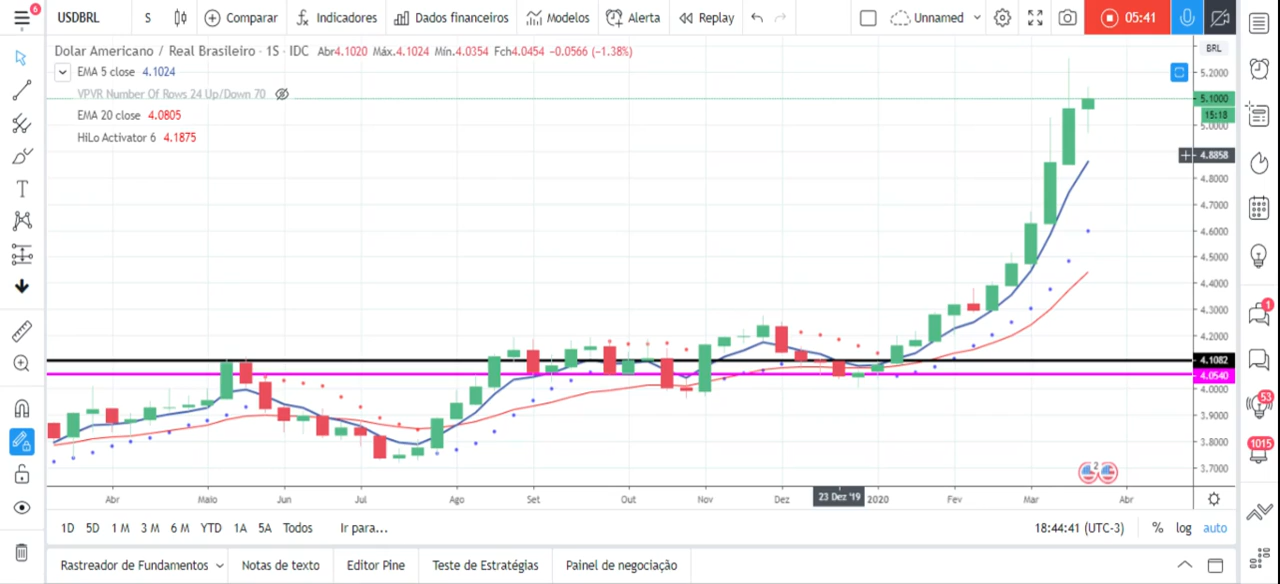 6 USDBRL S Comparar Indicadores Dados financeiros Modelos Alerta Replay Unnamed 05:41
Dolar Americano / Real Brasileiro · 1S · IDC Abr4.1020 Máx.4.1024 Mín.4.0354 Fch4.0454 −0.0566 (−1.38%)
EMA 5 close 4.1024
VPVR Number Of Rows 24 Up/Down 70
EMA 20 close 4.0805
HiLo Activator 6 4.1875
BRL
5.2000
5.1000
15:18
5.0000
4.8858
4.8000
4.7000
4.6000
4.5000
4.4000
4.3000
4.2000
4.1082
4.0540
4.0000
3.9000
3.8000
3.7000
2
1
53
1015
Abr Maio Jun Jul Ago Set Out Nov Dez 23 Dez '19 2020 Fev Mar Abr
1D 5D 1M 3M 6M YTD 1A 5A Todos Ir para... 18:44:41 (UTC-3) % log auto
Rastreador de Fundamentos Notas de texto Editor Pine Teste de Estratégias Painel de negociação